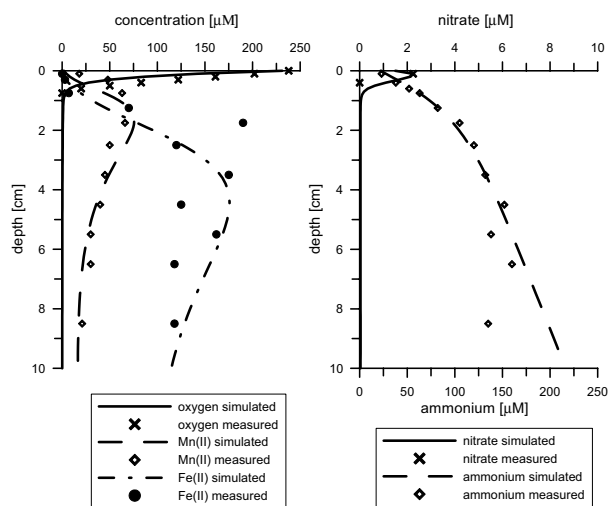 concentration [μM]
0 50 100 150 200 250
0
2
4
6
8
10
depth [cm]
oxygen simulated
oxygen measured
Mn(II) simulated
Mn(II) measured
Fe(II) simulated
Fe(II) measured
nitrate [μM]
0 2 4 6 8 10
0
2
4
6
8
10
depth [cm]
0 50 100 150 200 250
ammonium [μM]
nitrate simulated
nitrate measured
ammonium simulated
ammonium measured